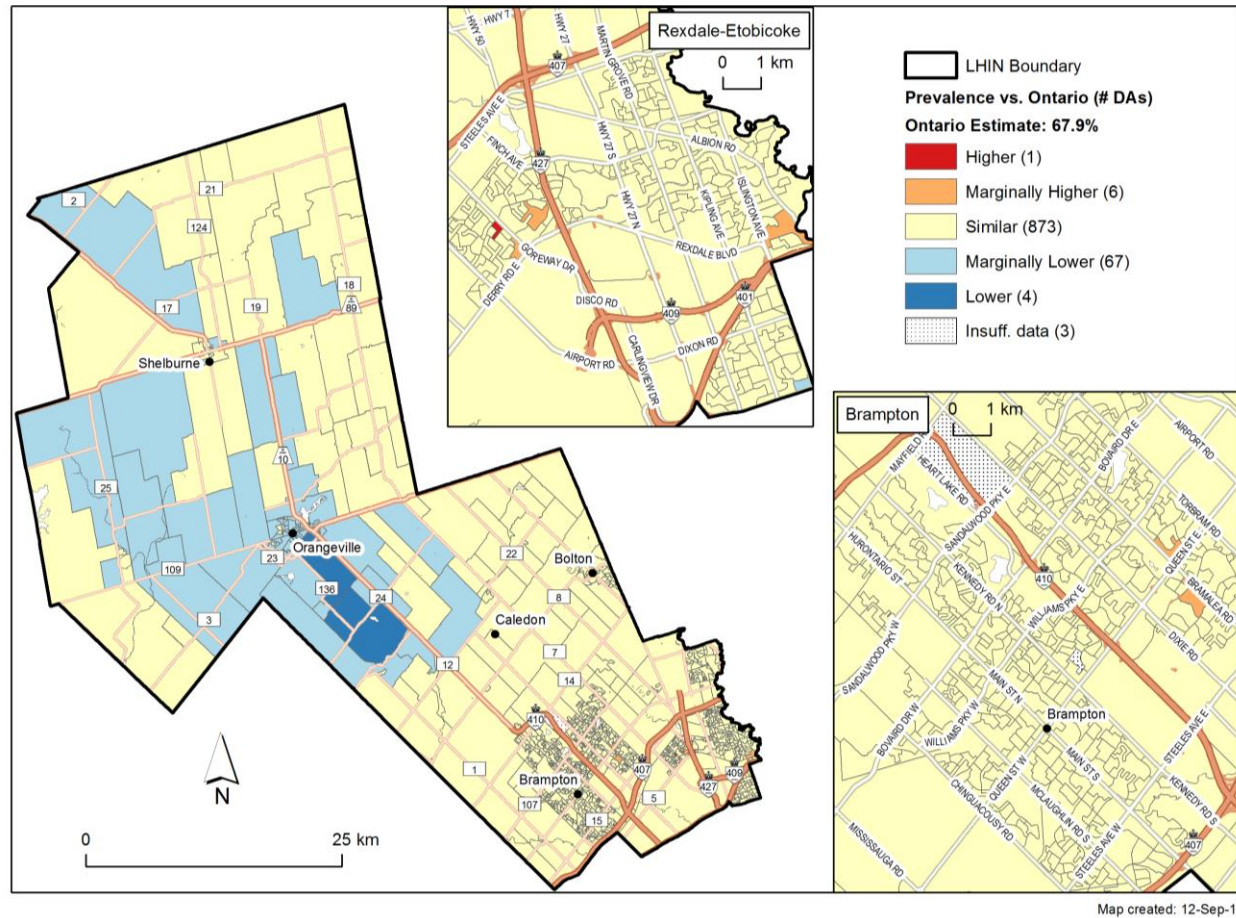 Rexdale-Etobicoke
0 1 km
HWY 7
HWY 50
HWY 27
MARTIN GROVE RD
407
STEELES AVE E
FINCH AVE
427
HWY 27 S
ALBION RD
KIPLING AVE
ISLINGTON AVE
HWY 27 N
REXDALE BLVD
GOREWAY DR
DERRY RD E
DISCO RD
401
409
DIXON RD
AIRPORT RD
CARLINGVIEW DR
LHIN Boundary
Prevalence vs. Ontario (# DAs)
Ontario Estimate: 67.9%
Higher (1)
Marginally Higher (6)
Similar (873)
Marginally Lower (67)
Lower (4)
Insuff. data (3)
2
21
124
17
19
18
89
Shelburne
10
25
Orangeville
109
23
3
136
24
22
Bolton
8
Caledon
12
7
14
410
1
407
427
409
Brampton
107
5
15
N
0 25 km
Brampton
0 1 km
MAYFIELD
HEART LAKE RD
BOVAIRD DR E
AIRPORT RD
SANDALWOOD PKY E
TORBRAM RD
HURONTARIO ST
KENNEDY RD N
QUEEN ST E
410
BRAMALEA RD
WILLIAMS PKY E
DIXIE RD
SANDALWOOD PKY W
MAIN ST N
BOVAIRD DR W
WILLIAMS PKY W
Brampton
STEELES AVE E
MAIN ST S
QUEEN ST W
KENNEDY RD S
CHINGUACOUSY RD
MCLAUGHLIN RD S
MISSISSAUGA RD
STEELES AVE W
407
Map created: 12-Sep-1